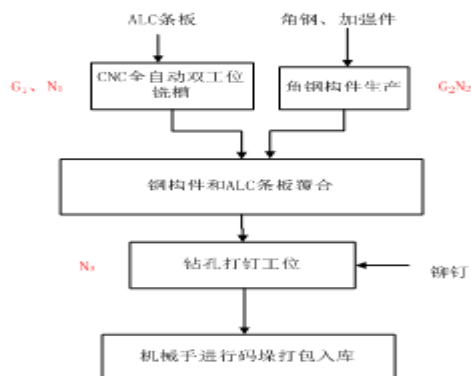 ALC条板
角钢、加强件
G₁、N₁
CNC全自动双工位
铣槽
角钢构件生产
G₂N₂
钢构件和ALC条板覆合
N₃
钻孔打钉工位
铆钉
机械手进行码垛打包入库